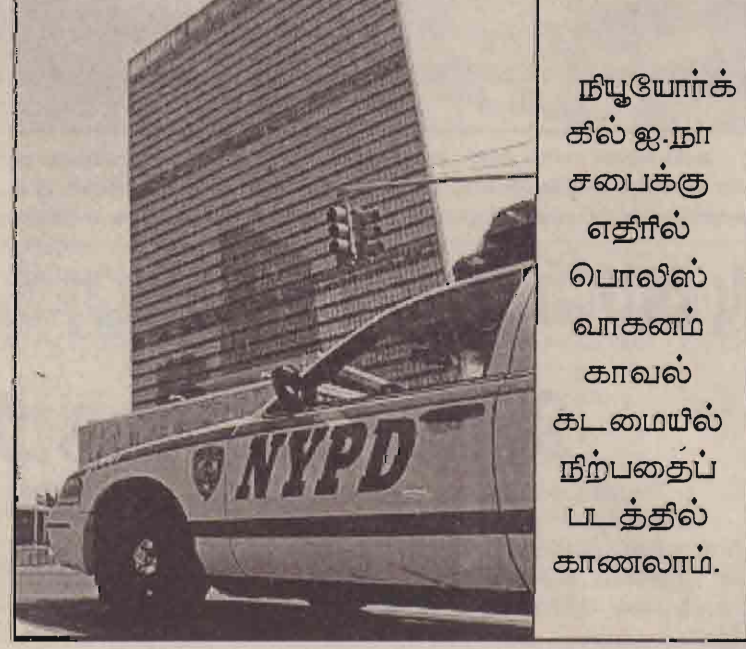 நியூயோர்க்
கில் ஐ.நா
சபைக்கு
எதிரில்
பொலிஸ்
வாகனம்
காவல்
கடமையில்
நிற்பதைப்
படத்தில்
காணலாம்.
NYPD